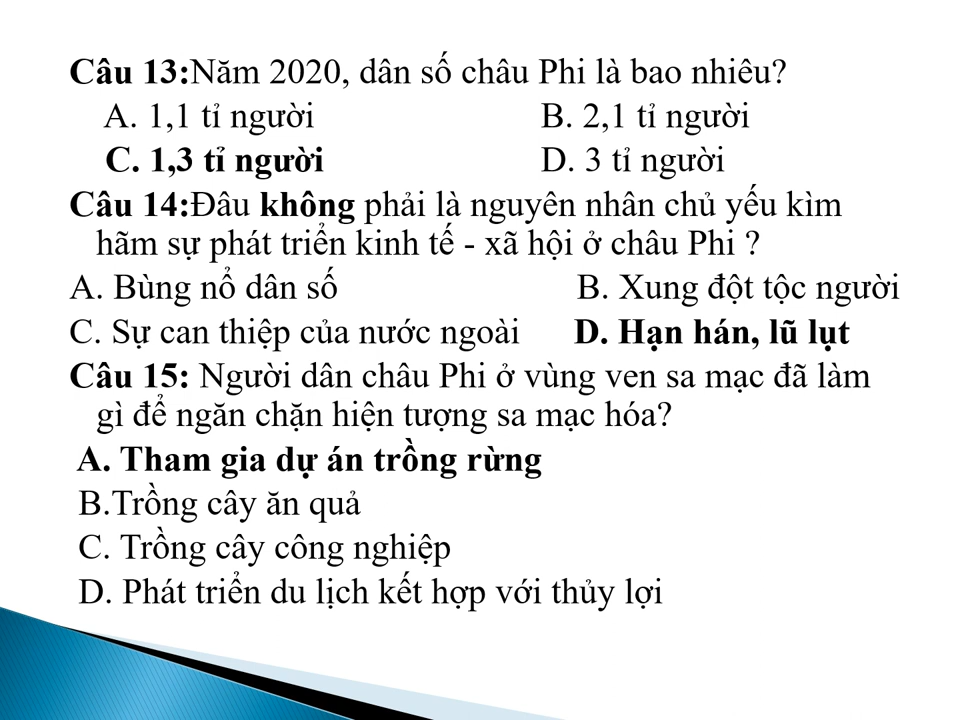 Câu 13:Năm 2020, dân số châu Phi là bao nhiêu?
A. 1,1 tỉ người B. 2,1 tỉ người
C. 1,3 tỉ người D. 3 tỉ người
Câu 14:Đâu không phải là nguyên nhân chủ yếu kìm
hãm sự phát triển kinh tế - xã hội ở châu Phi ?
A. Bùng nổ dân số B. Xung đột tộc người
C. Sự can thiệp của nước ngoài D. Hạn hán, lũ lụt
Câu 15: Người dân châu Phi ở vùng ven sa mạc đã làm
gì để ngăn chặn hiện tượng sa mạc hóa?
A. Tham gia dự án trồng rừng
B.Trồng cây ăn quả
C. Trồng cây công nghiệp
D. Phát triển du lịch kết hợp với thủy lợi